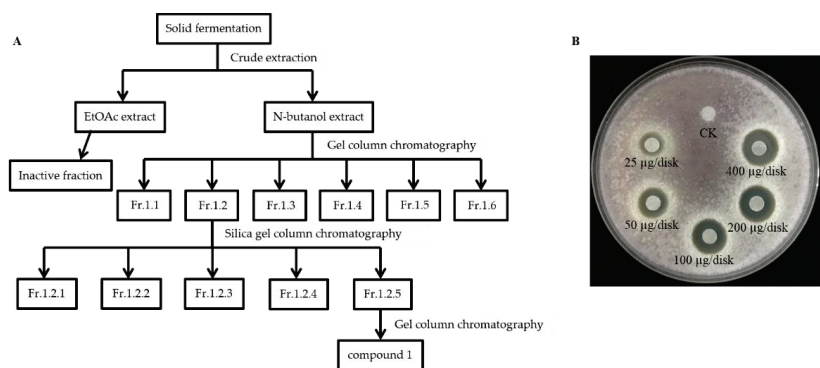 A
Solid fermentation
Crude extraction
EtOAc extract
N-butanol extract
Gel column chromatography
Inactive fraction
Fr.1.1
Fr.1.2
Fr.1.3
Fr.1.4
Fr.1.5
Fr.1.6
Silica gel column chromatography
Fr.1.2.1
Fr.1.2.2
Fr.1.2.3
Fr.1.2.4
Fr.1.2.5
Gel column chromatography
compound 1
B
CK
25 µg/disk
400 µg/disk
50 µg/disk
200 µg/disk
100 µg/disk